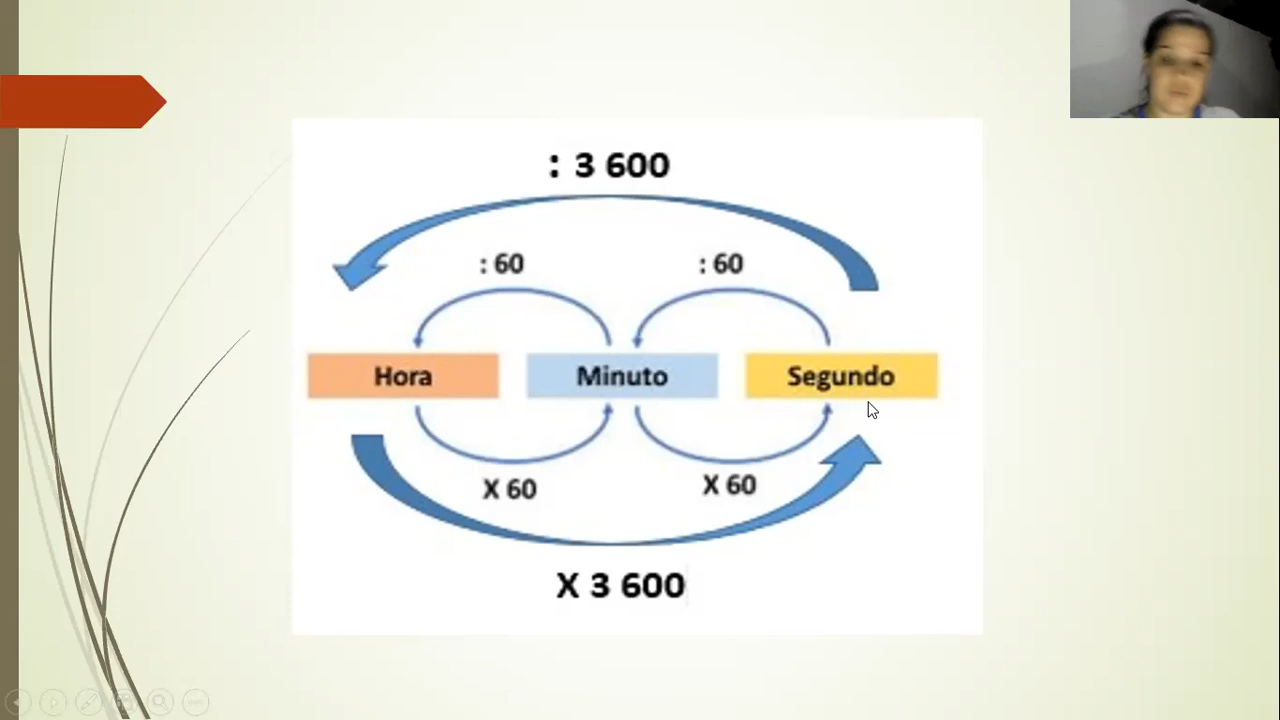 : 3 600
: 60
: 60
Hora
Minuto
Segundo
X 60
X 60
X 3 600